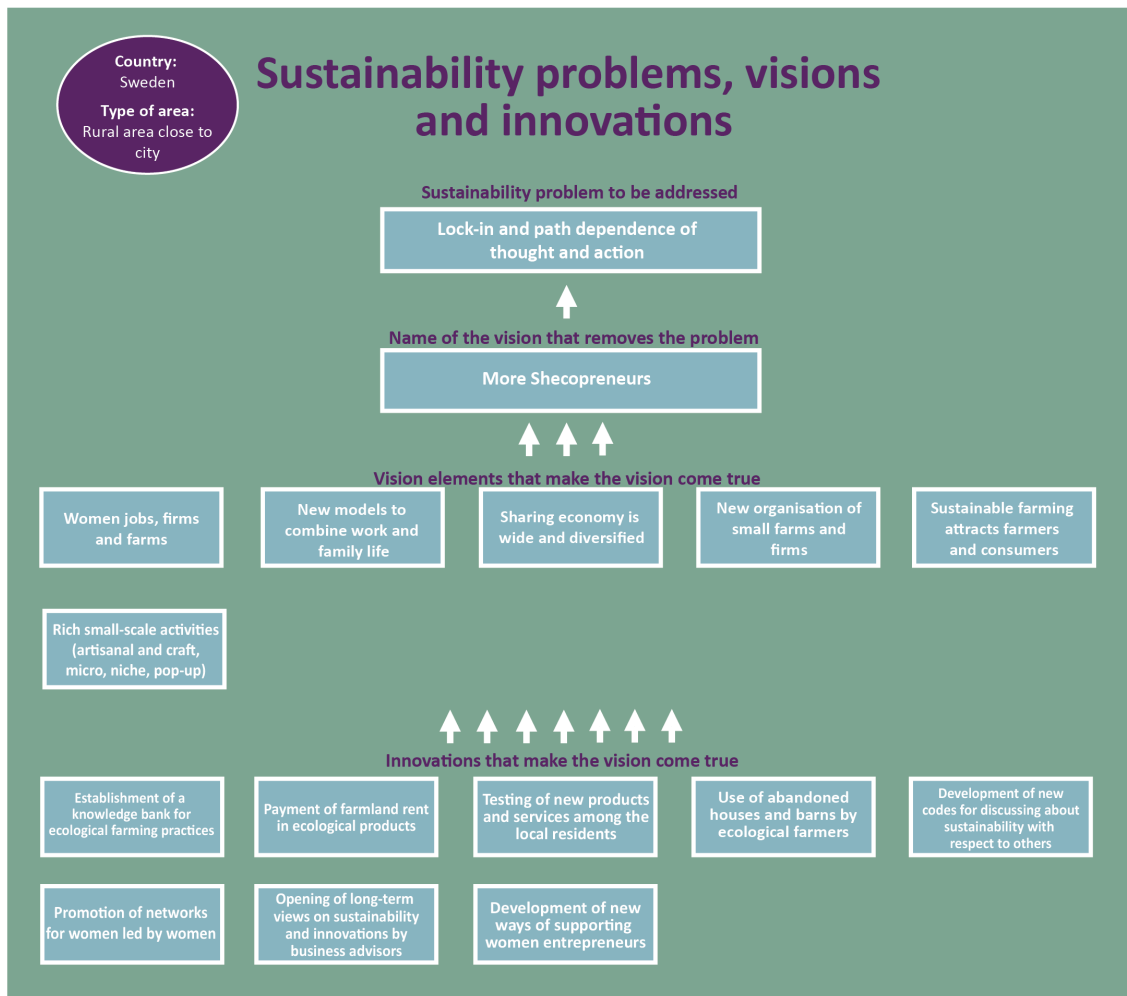 Country:
Sweden
Type of area:
Rural area close to
city
Sustainability problems, visions
and innovations
Sustainability problem to be addressed
Lock-in and path dependence of
thought and action
Name of the vision that removes the problem
More Shecopreneurs
Vision elements that make the vision come true
Women jobs, firms
and farms
New models to
combine work and
family life
Sharing economy is
wide and diversified
New organisation of
small farms and
firms
Sustainable farming
attracts farmers
and consumers
Rich small-scale activities
(artisanal and craft,
micro, niche, pop-up)
Innovations that make the vision come true
Establishment of a
knowledge bank for
ecological farming practices
Payment of farmland rent
in ecological products
Testing of new products
and services among the
local residents
Use of abandoned
houses and barns by
ecological farmers
Development of new
codes for discussing about
sustainability with
respect to others
Promotion of networks
for women led by women
Opening of long-term
views on sustainability
and innovations by
business advisors
Development of new
ways of supporting
women entrepreneurs